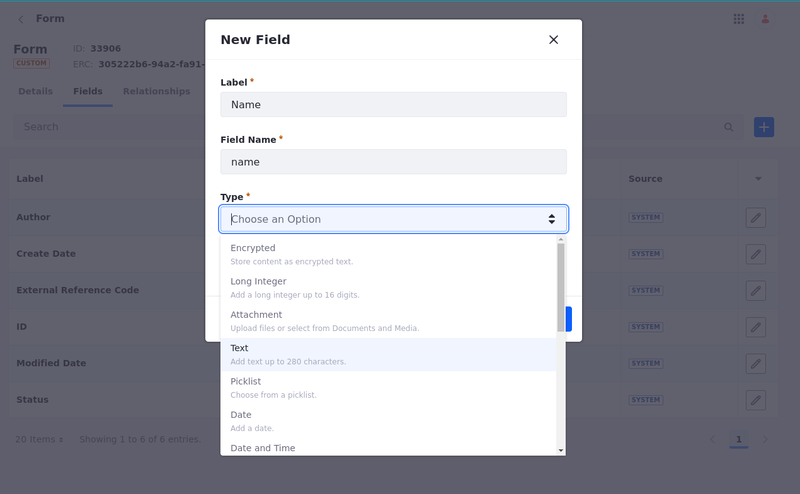 Form
Form
CUSTOM
ID: 33906
ERC: 305222b6-94a2-fa91-
Details
Fields
Relationships
Search
Label
Source
Author
SYSTEM
Create Date
SYSTEM
External Reference Code
SYSTEM
ID
SYSTEM
Modified Date
SYSTEM
Status
SYSTEM
20 Items
Showing 1 to 6 of 6 entries.
1
New Field
Label *
Name
Field Name *
name
Type *
Choose an Option
Encrypted
Store content as encrypted text.
Long Integer
Add a long integer up to 16 digits.
Attachment
Upload files or select from Documents and Media.
Text
Add text up to 280 characters.
Picklist
Choose from a picklist.
Date
Add a date.
Date and Time